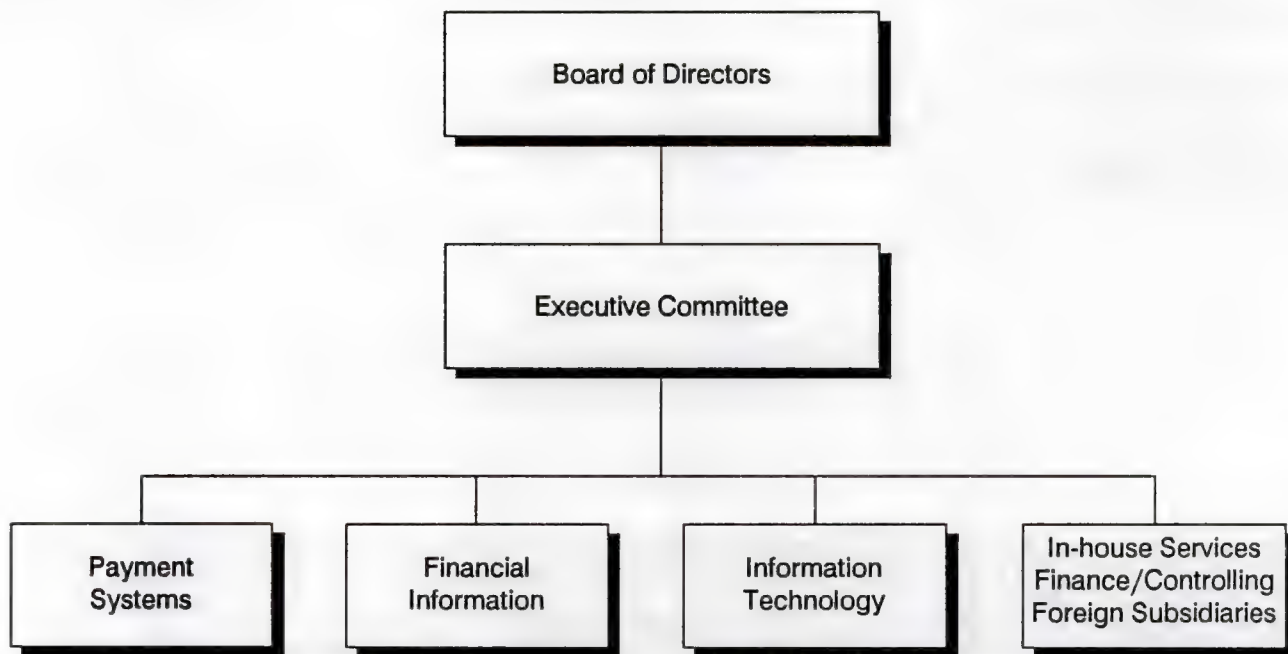 Board of Directors
Executive Committee
Payment
Systems
Financial
Information
Information
Technology
In-house Services
Finance/Controlling
Foreign Subsidiaries